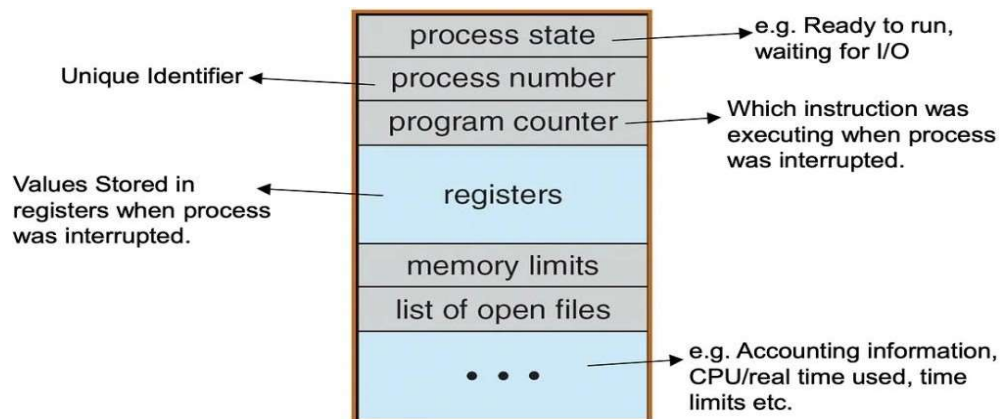 process state
e.g. Ready to run,
waiting for I/O
Unique Identifier
process number
program counter
Which instruction was
executing when process
was interrupted.
Values Stored in
registers when process
was interrupted.
registers
memory limits
list of open files
• • •
e.g. Accounting information,
CPU/real time used, time
limits etc.